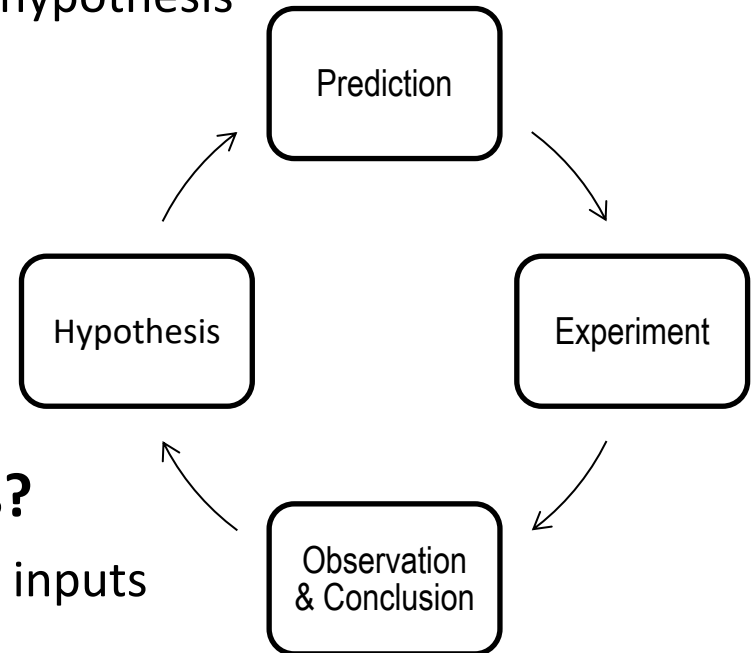 hypothesis
Prediction
Hypothesis
Experiment
?
inputs
Observation
& Conclusion